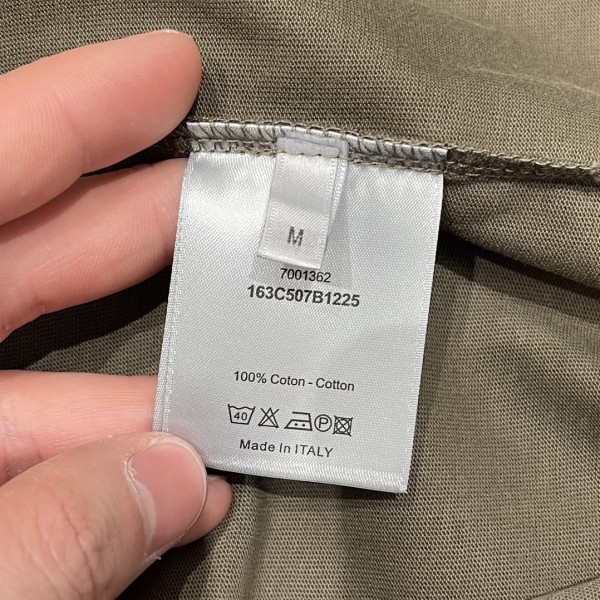 M
7001362
163C507B1225
100% Coton - Cotton
40 P
Made In ITALY